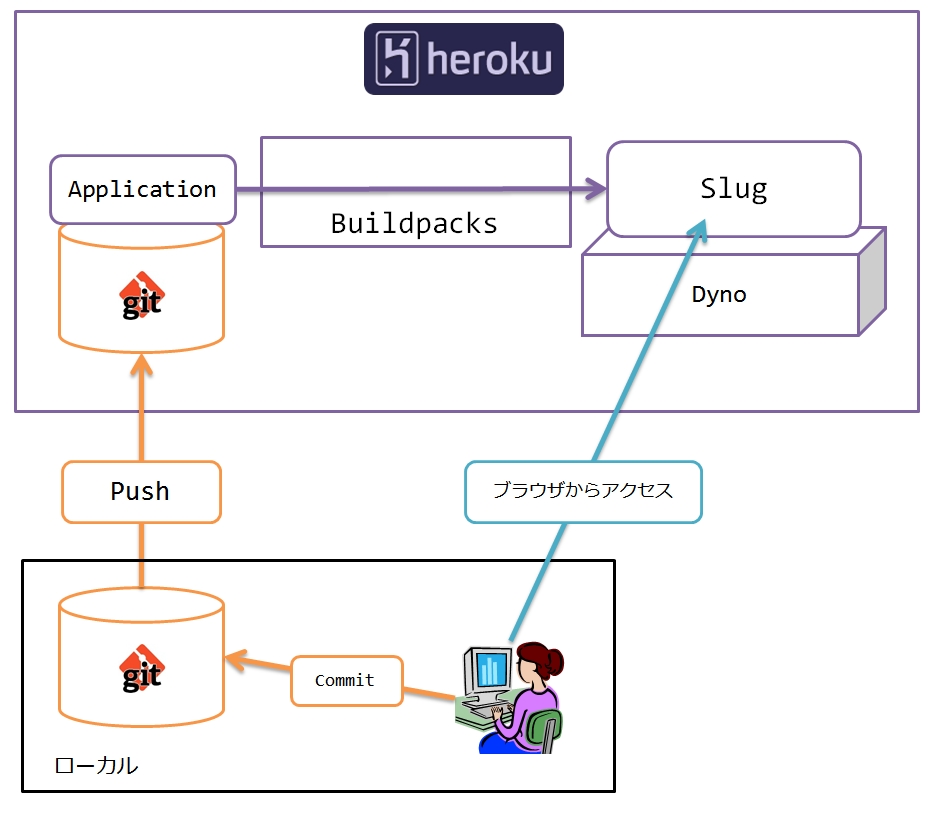 heroku
Application
Slug
Buildpacks
git
Dyno
Push
ブラウザからアクセス
git
Commit
ローカル